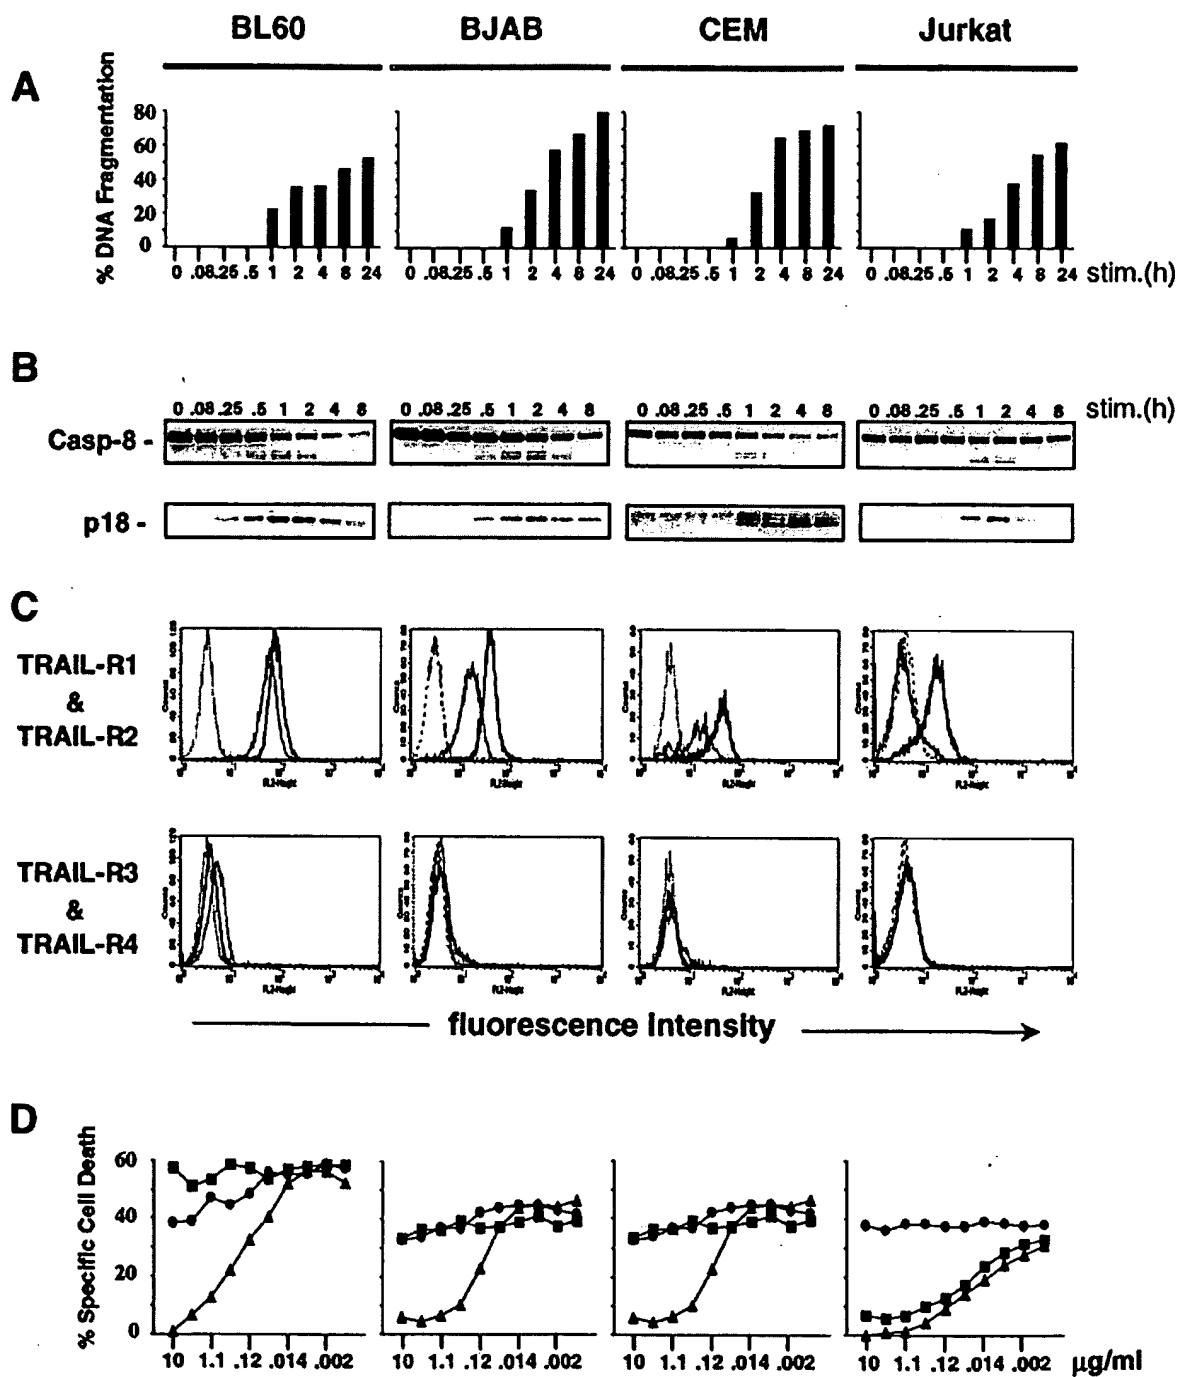 BL60 BJAB CEM Jurkat
A
% DNA Fragmentation
80
60
40
20
0
0 .08.25 .5 1 2 4 8 24 0 .08.25 .5 1 2 4 8 24 0 .08.25 .5 1 2 4 8 24 0 .08.25 .5 1 2 4 8 24 stim.(h)
B
0 .08 .25 .5 1 2 4 8 0 .08 .25 .5 1 2 4 8 0 .08 .25 .5 1 2 4 8 0 .08 .25 .5 1 2 4 8 stim.(h)
Casp-8 -
p18 -
C
TRAIL-R1
&
TRAIL-R2
TRAIL-R3
&
TRAIL-R4
fluorescence intensity
D
% Specific Cell Death
60
40
20
0
10 1.1 .12 .014 .002 10 1.1 .12 .014 .002 10 1.1 .12 .014 .002 10 1.1 .12 .014 .002 µg/ml